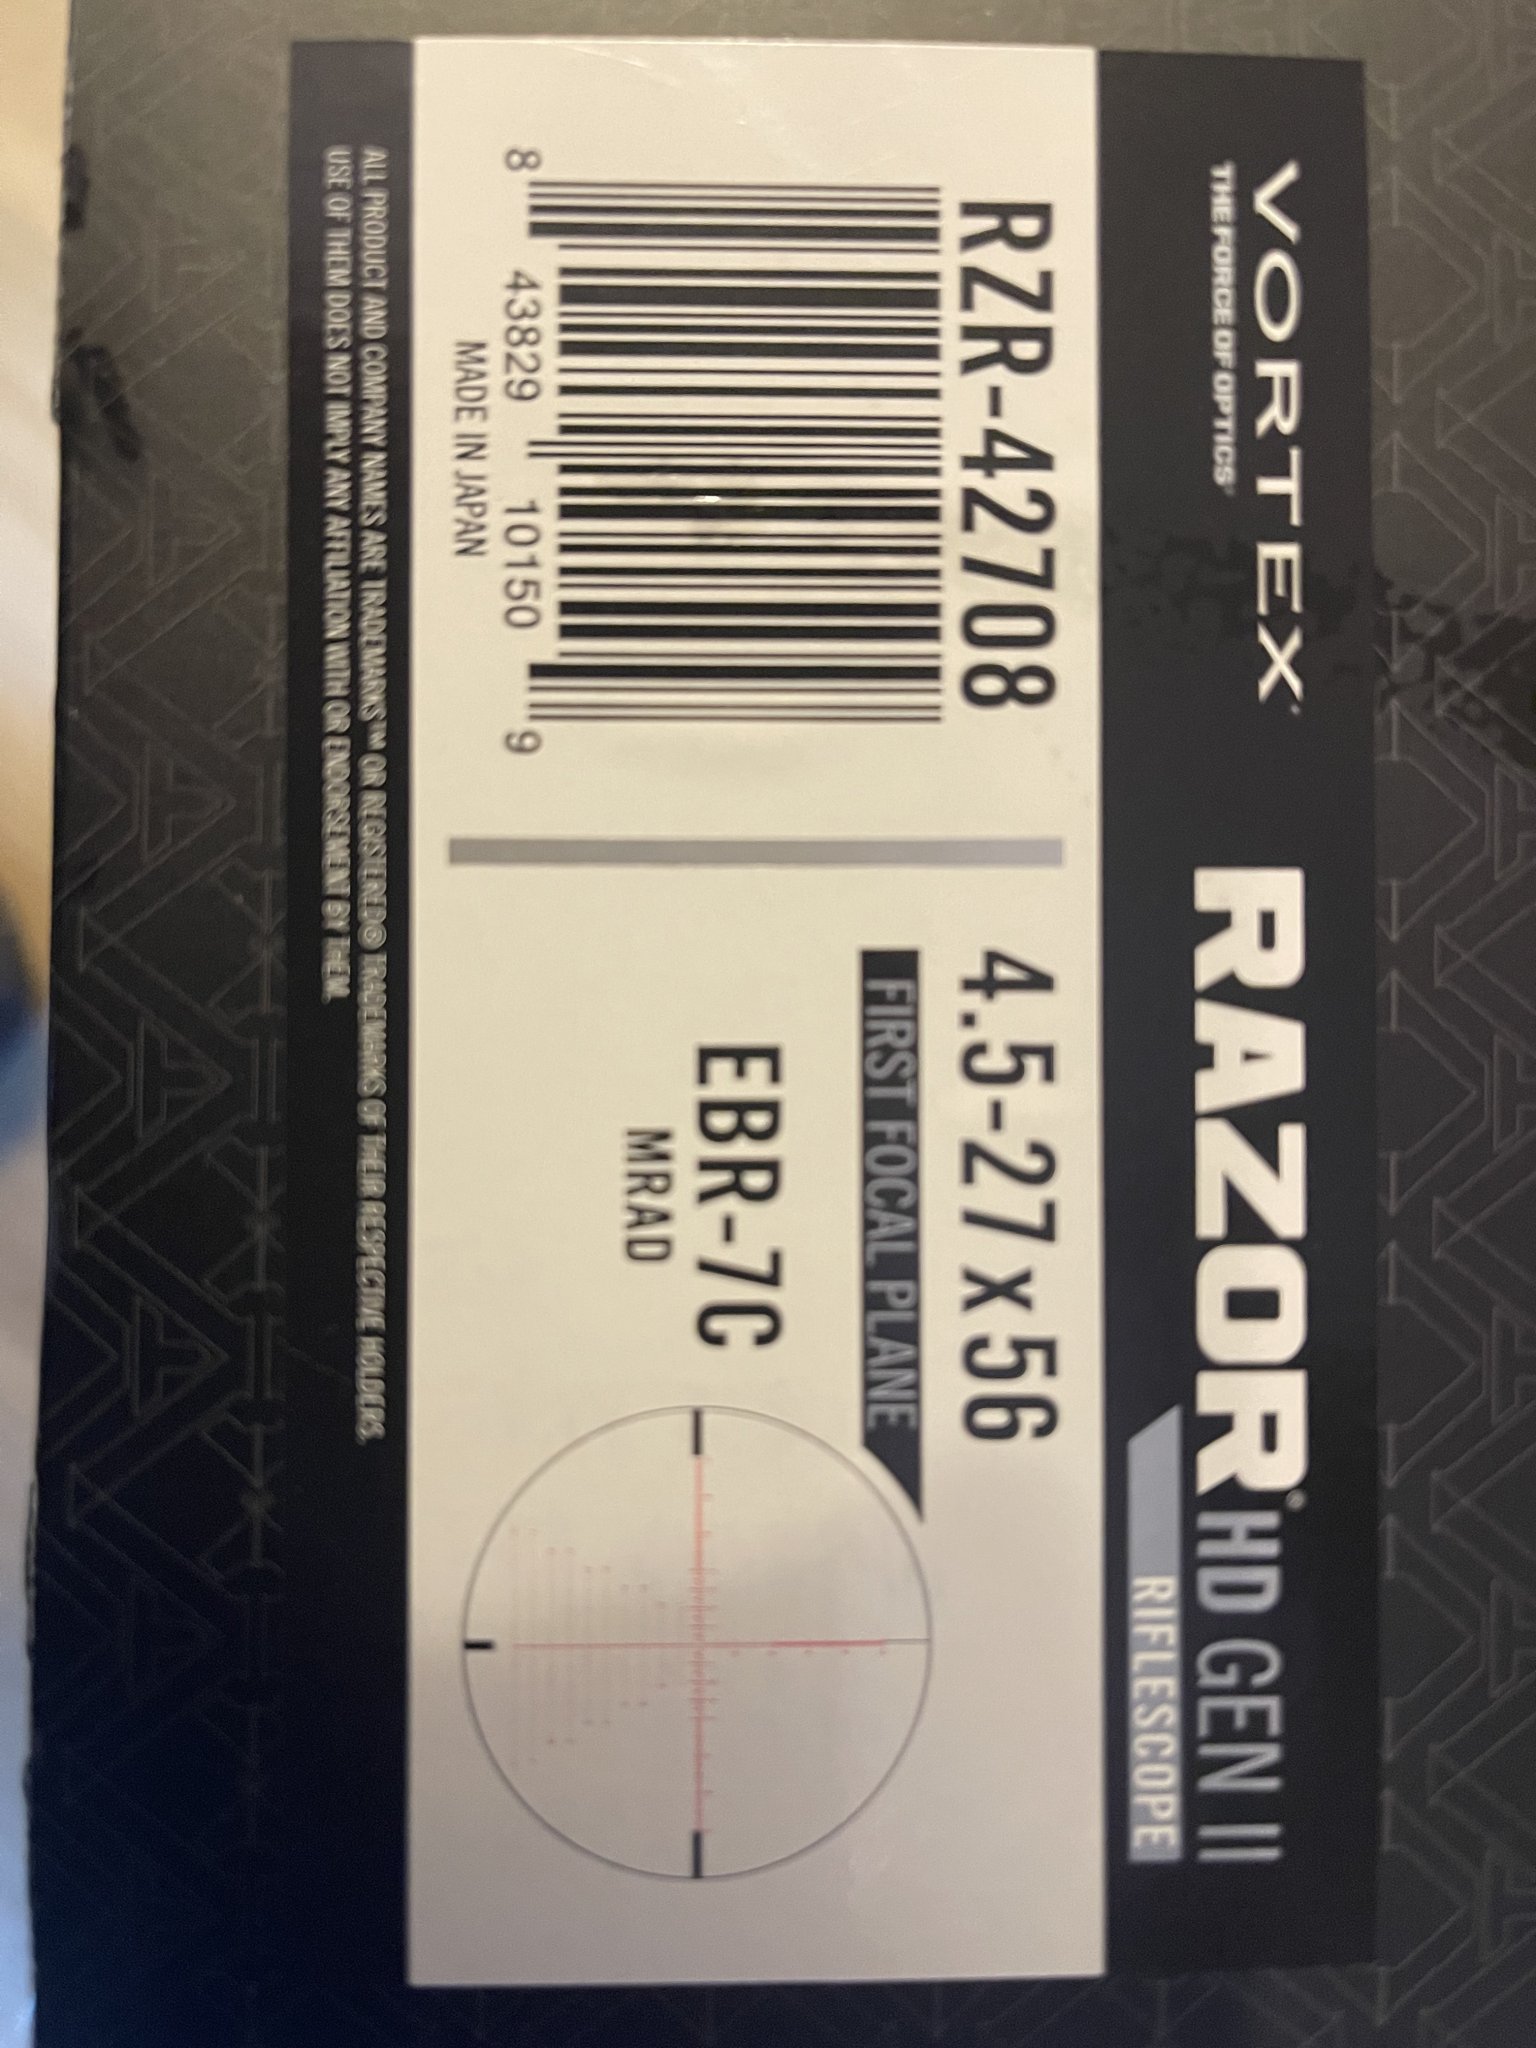 VORTEX®
THE FORCE OF OPTICS®
RAZOR® HD GEN II
RIFLESCOPE
RZR-42708
8 43829 10150 9
MADE IN JAPAN
4.5-27 x 56
FIRST FOCAL PLANE
EBR-7C
MRAD
ALL PRODUCT AND COMPANY NAMES ARE TRADEMARKS™ OR REGISTERED® TRADEMARKS OF THEIR RESPECTIVE HOLDERS.
USE OF THEM DOES NOT IMPLY ANY AFFILIATION WITH OR ENDORSEMENT BY THEM.